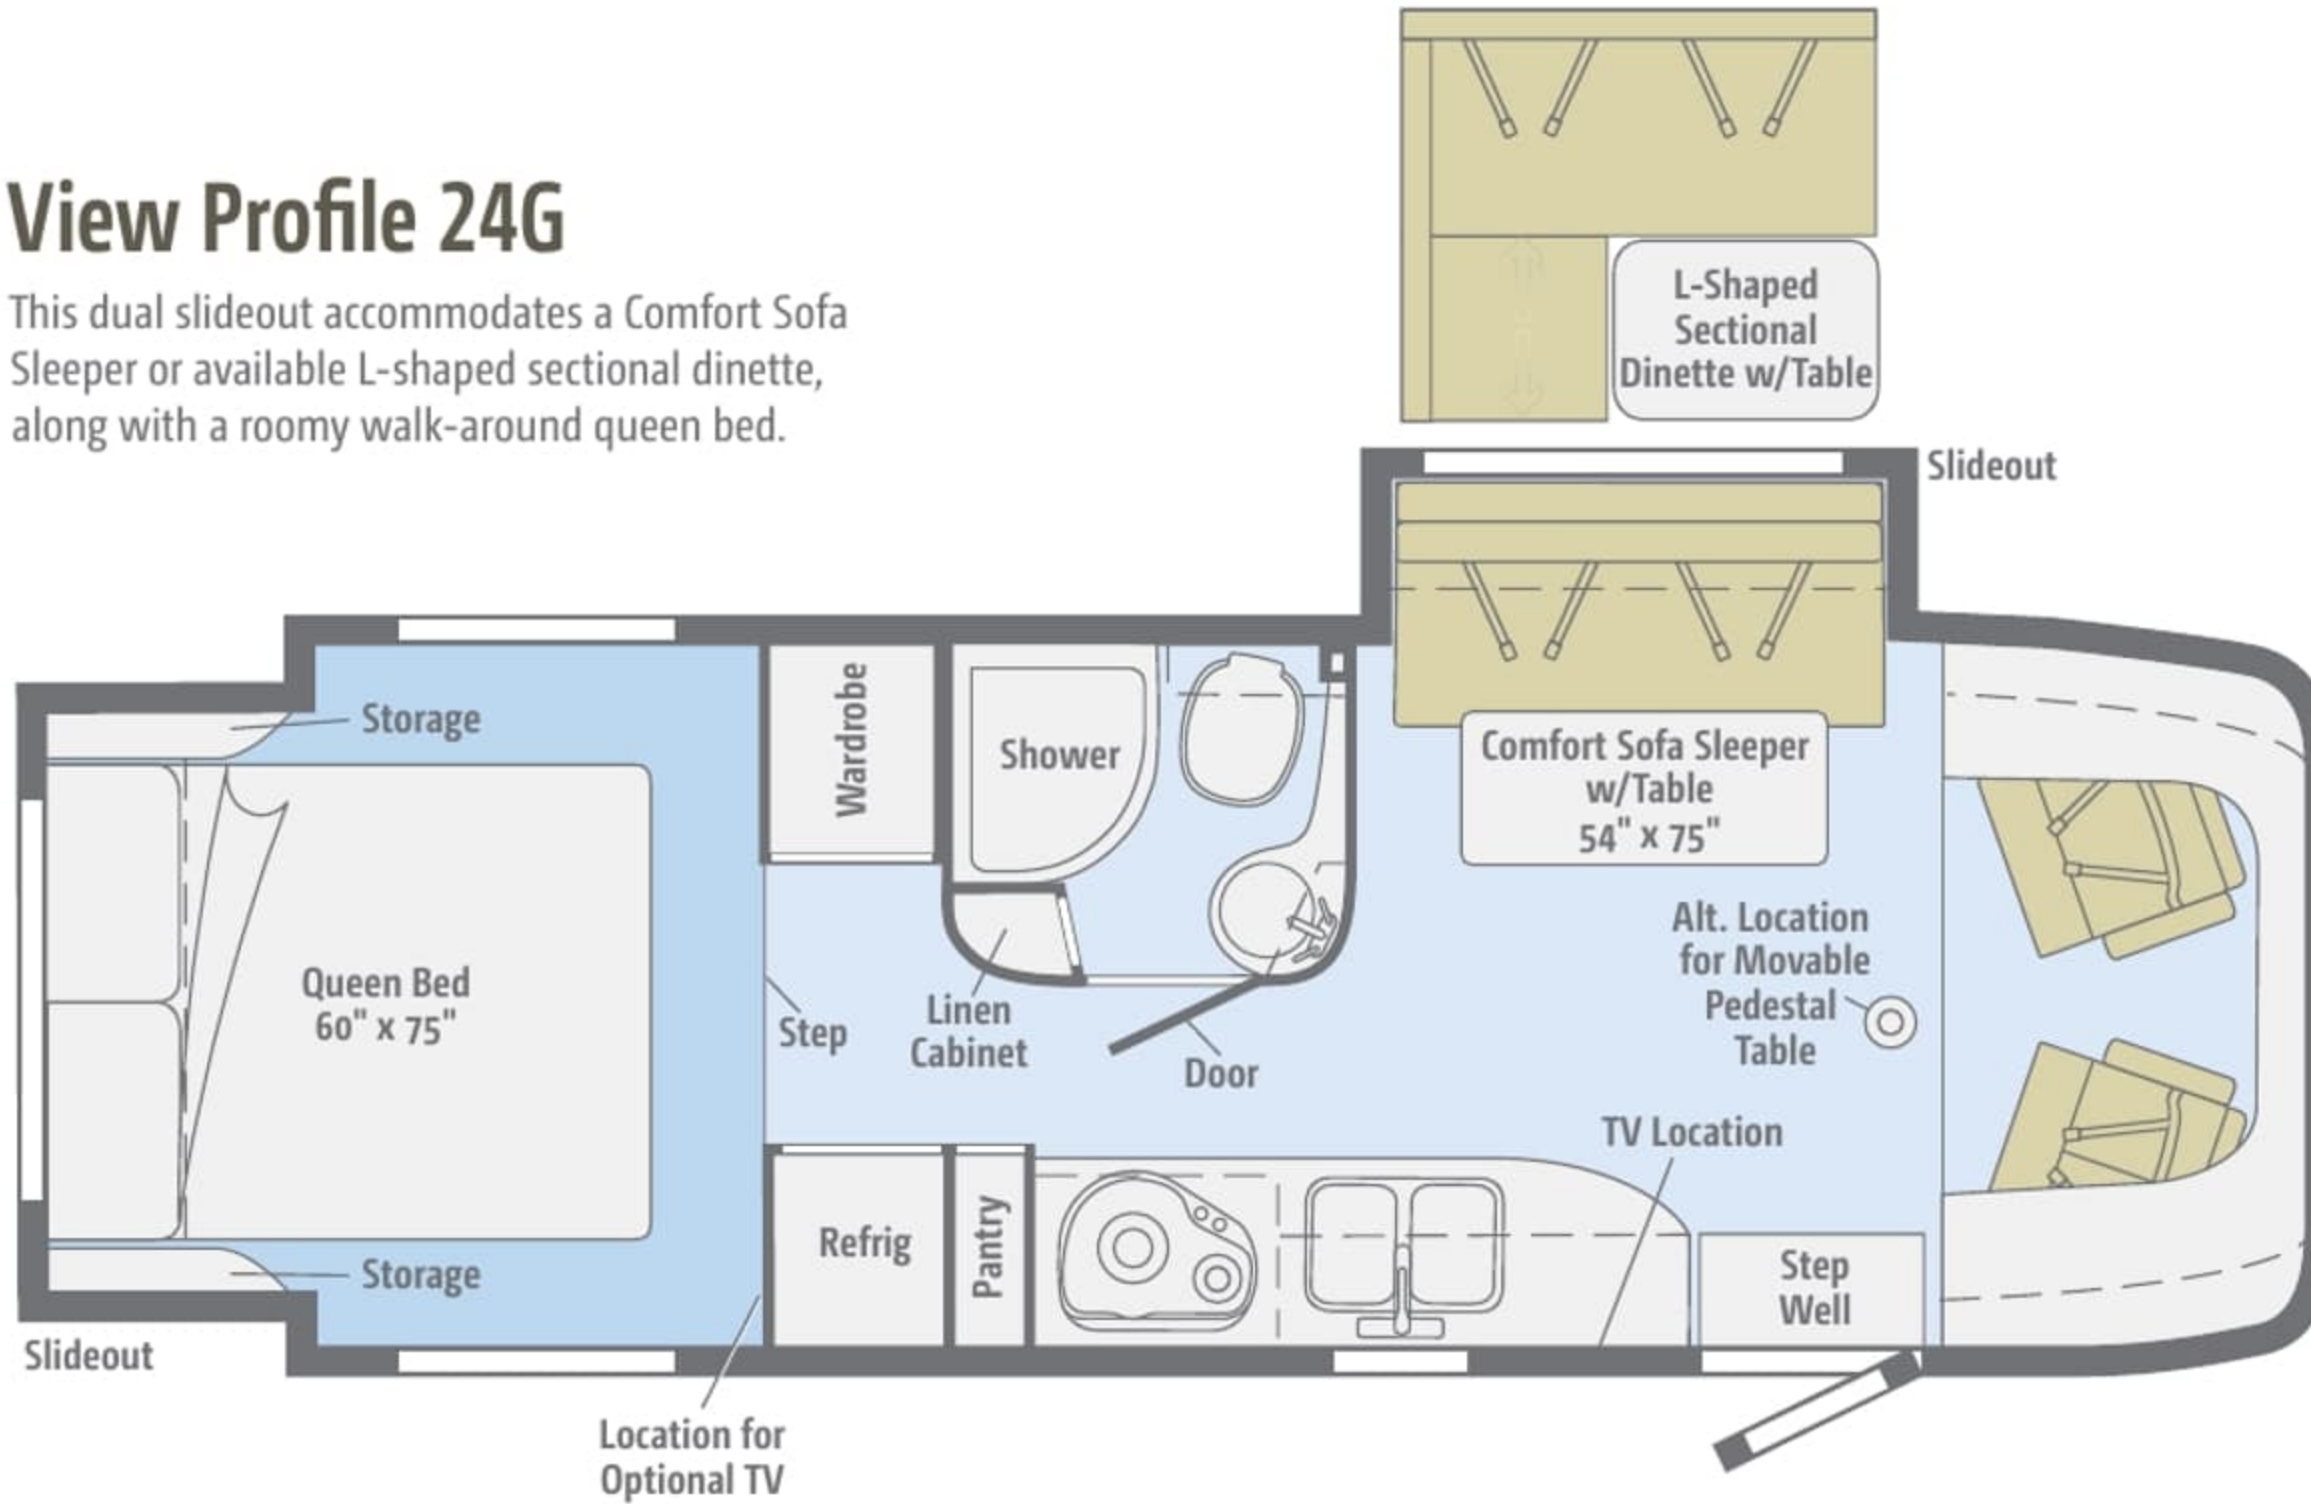 View Profile 24G
This dual slideout accommodates a Comfort Sofa
Sleeper or available L-shaped sectional dinette,
along with a roomy walk-around queen bed.
L-Shaped
Sectional
Dinette w/Table
Slideout
Storage
Wardrobe
Shower
Comfort Sofa Sleeper
w/Table
54" x 75"
Queen Bed
60" x 75"
Step
Linen
Cabinet
Door
Alt. Location
for Movable
Pedestal
Table
TV Location
Storage
Refrig
Pantry
Step
Well
Slideout
Location for
Optional TV